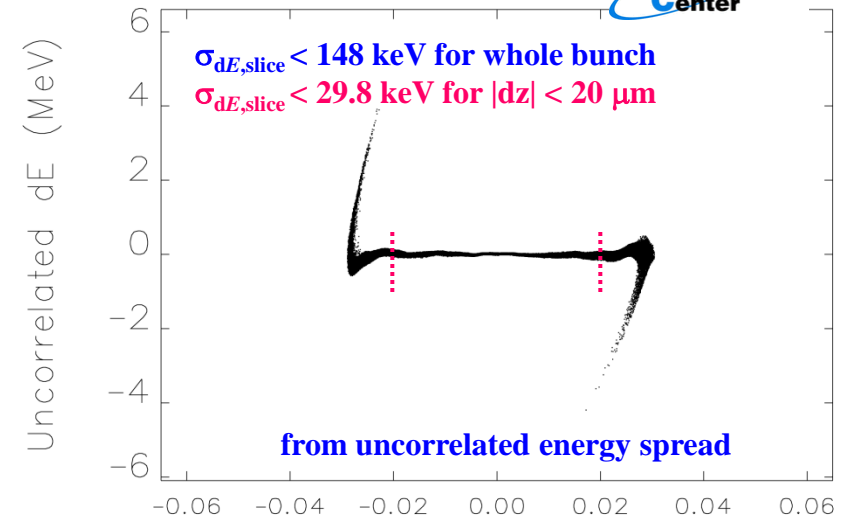 Center
6
σdE,slice < 148 keV for whole bunch
σdE,slice < 29.8 keV for |dz| < 20 μm
4
2
0
−2
−4
−6
Uncorrelated dE (MeV)
from uncorrelated energy spread
−0.06 −0.04 −0.02 0.00 0.02 0.04 0.06